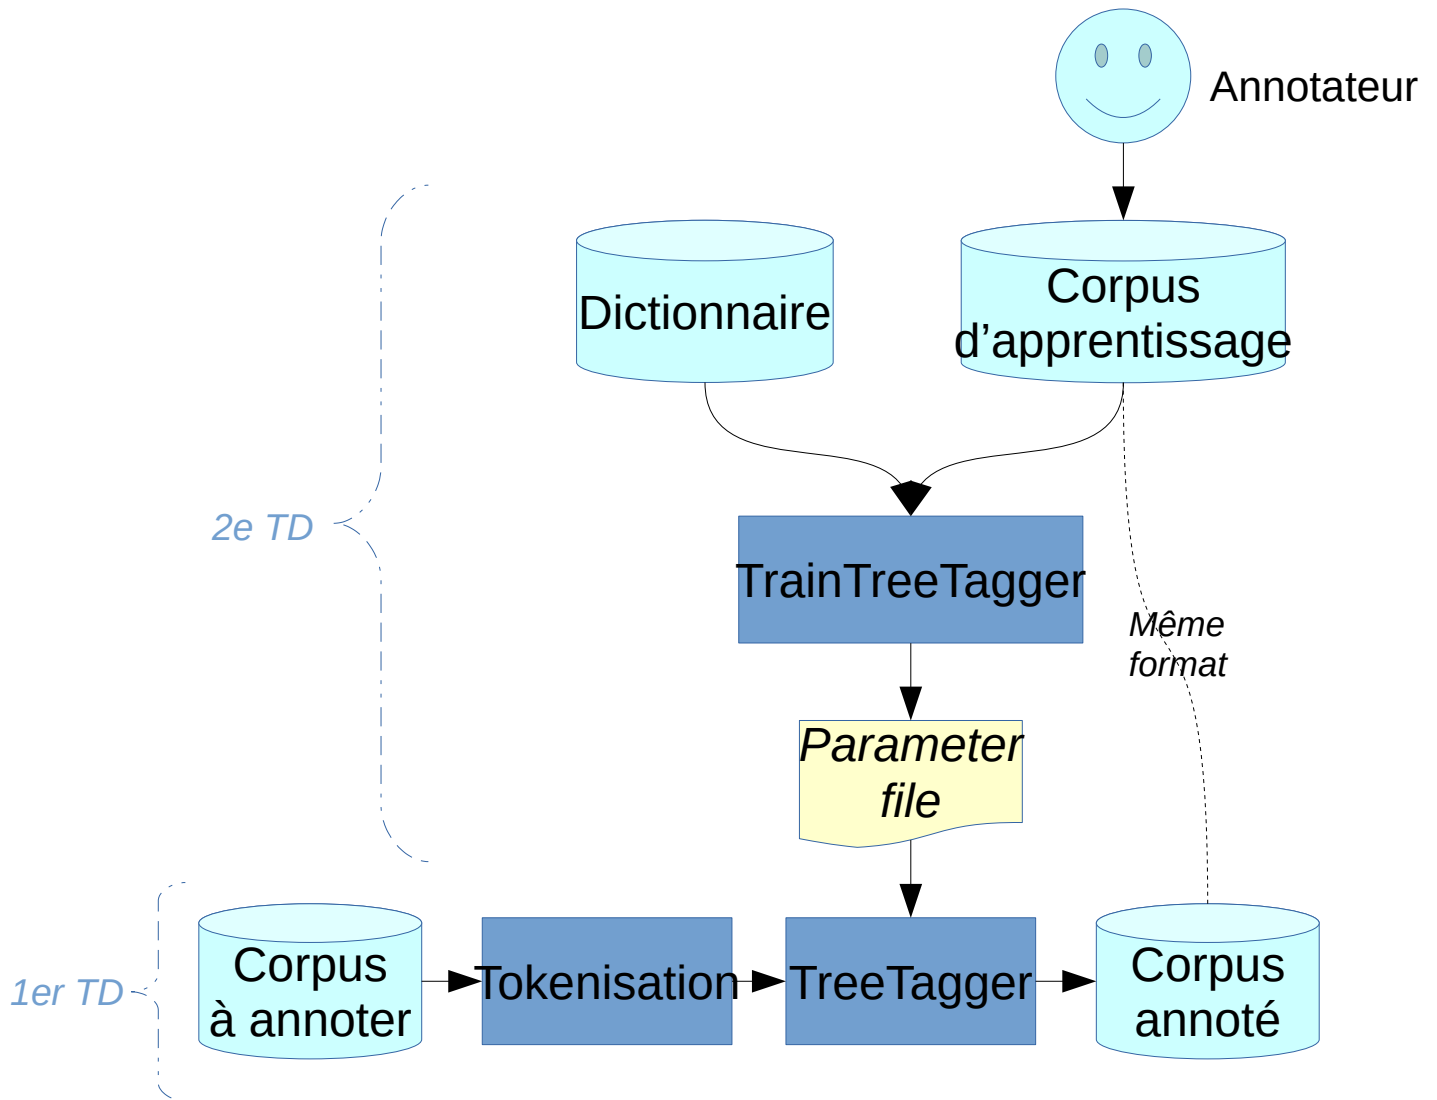 Annotateur
Dictionnaire
Corpus
d’apprentissage
2e TD
TrainTreeTagger
Même
format
Parameter
file
1er TD
Corpus
à annoter
Tokenisation
TreeTagger
Corpus
annoté